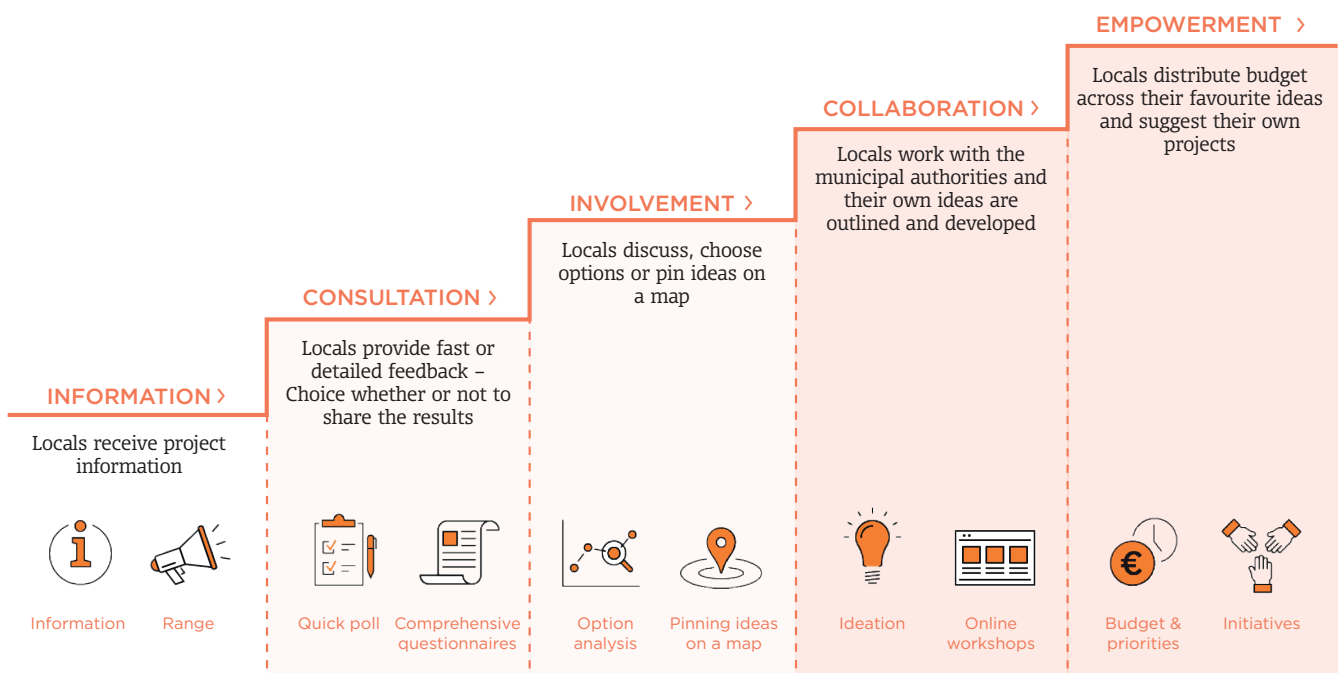 INFORMATION >
Locals receive project
information
Information
Range
CONSULTATION >
Locals provide fast or
detailed feedback –
Choice whether or not to
share the results
Quick poll
Comprehensive
questionnaires
INVOLVEMENT >
Locals discuss, choose
options or pin ideas on
a map
Option
analysis
Pinning ideas
on a map
COLLABORATION >
Locals work with the
municipal authorities and
their own ideas are
outlined and developed
Ideation
Online
workshops
EMPOWERMENT >
Locals distribute budget
across their favourite ideas
and suggest their own
projects
€
Budget &
priorities
Initiatives